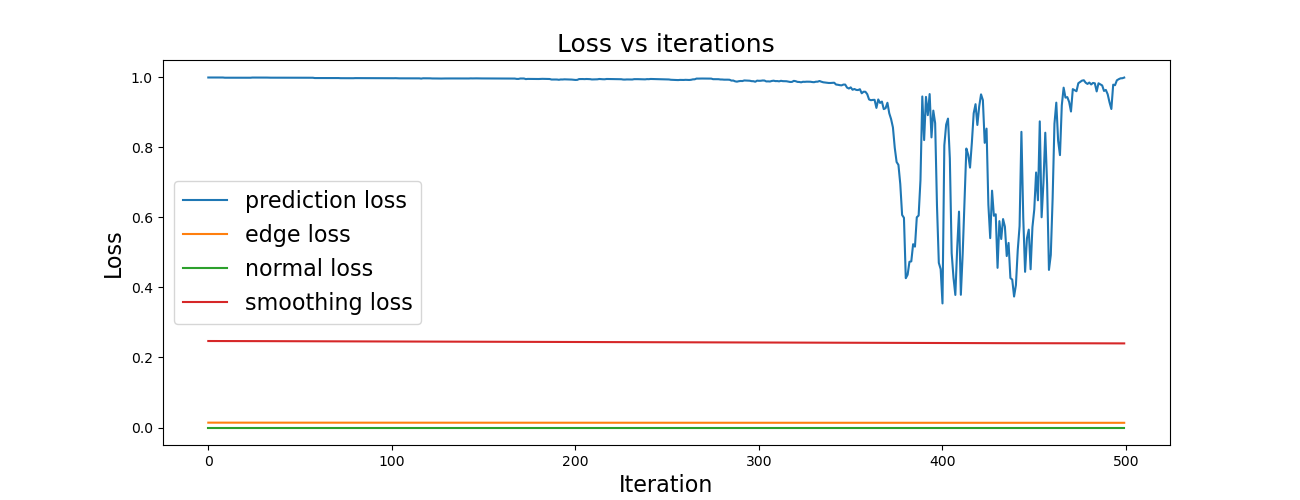 Loss vs iterations
1.0
0.8
0.6
0.4
0.2
0.0
Loss
prediction loss
edge loss
normal loss
smoothing loss
0 100 200 300 400 500
Iteration